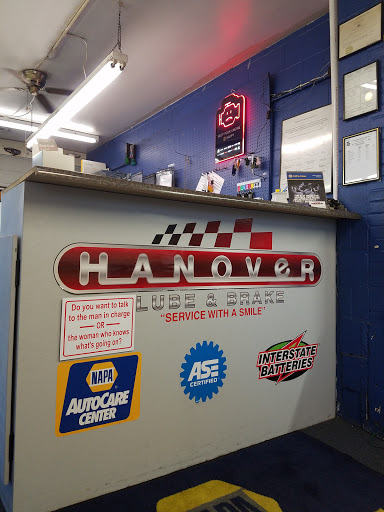 HANOVER
LUBE & BRAKE
"SERVICE WITH A SMILE"
Do you want to talk
to the man in charge
— OR —
the woman who knows
what's going on?
NAPA
AUTOCARE
CENTER
ASE
CERTIFIED
INTERSTATE
BATTERIES